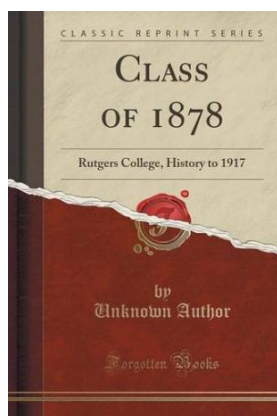 CLASSIC REPRINT SERIES
CLASS
OF 1878
Rutgers College, History to 1917
by
Unknown Author
Forgotten Books